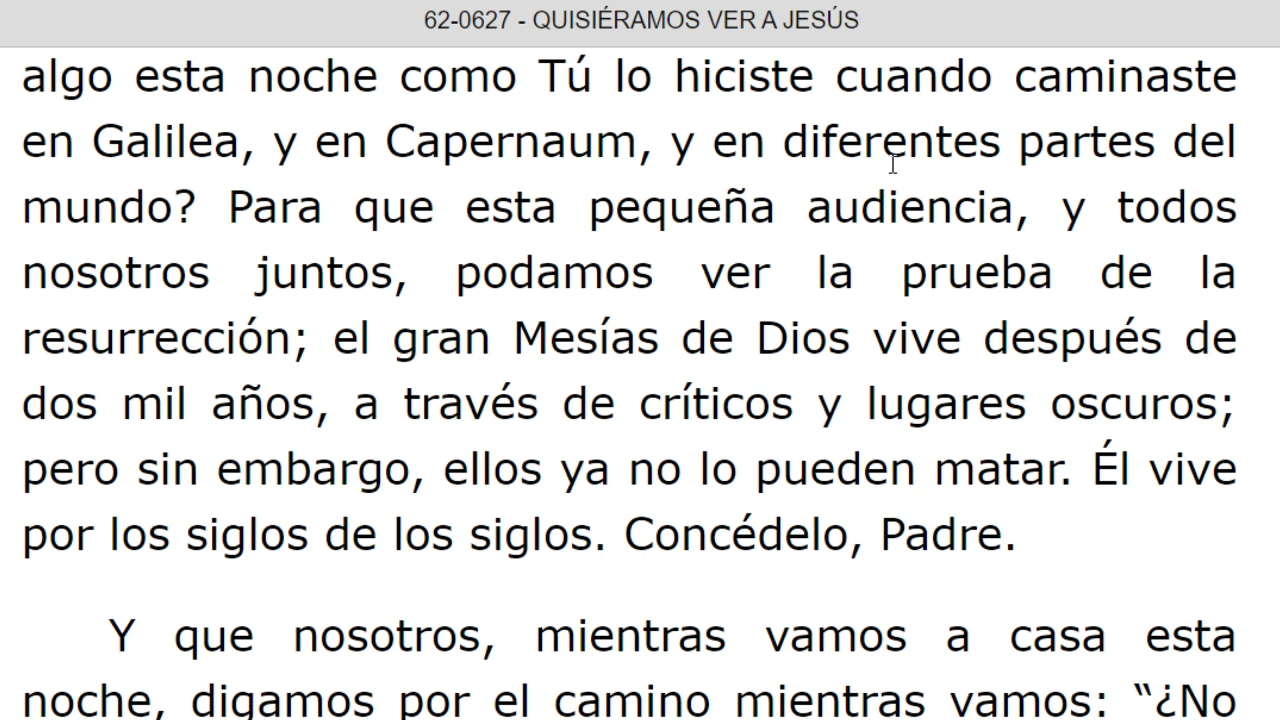 62-0627 - QUISIÉRAMOS VER A JESÚS
algo esta noche como Tú lo hiciste cuando caminaste
en Galilea, y en Capernaum, y en diferentes partes del
mundo? Para que esta pequeña audiencia, y todos
nosotros juntos, podamos ver la prueba de la
resurrección; el gran Mesías de Dios vive después de
dos mil años, a través de críticos y lugares oscuros;
pero sin embargo, ellos ya no lo pueden matar. Él vive
por los siglos de los siglos. Concédelo, Padre.
Y que nosotros, mientras vamos a casa esta
noche, digamos por el camino mientras vamos: “¿No